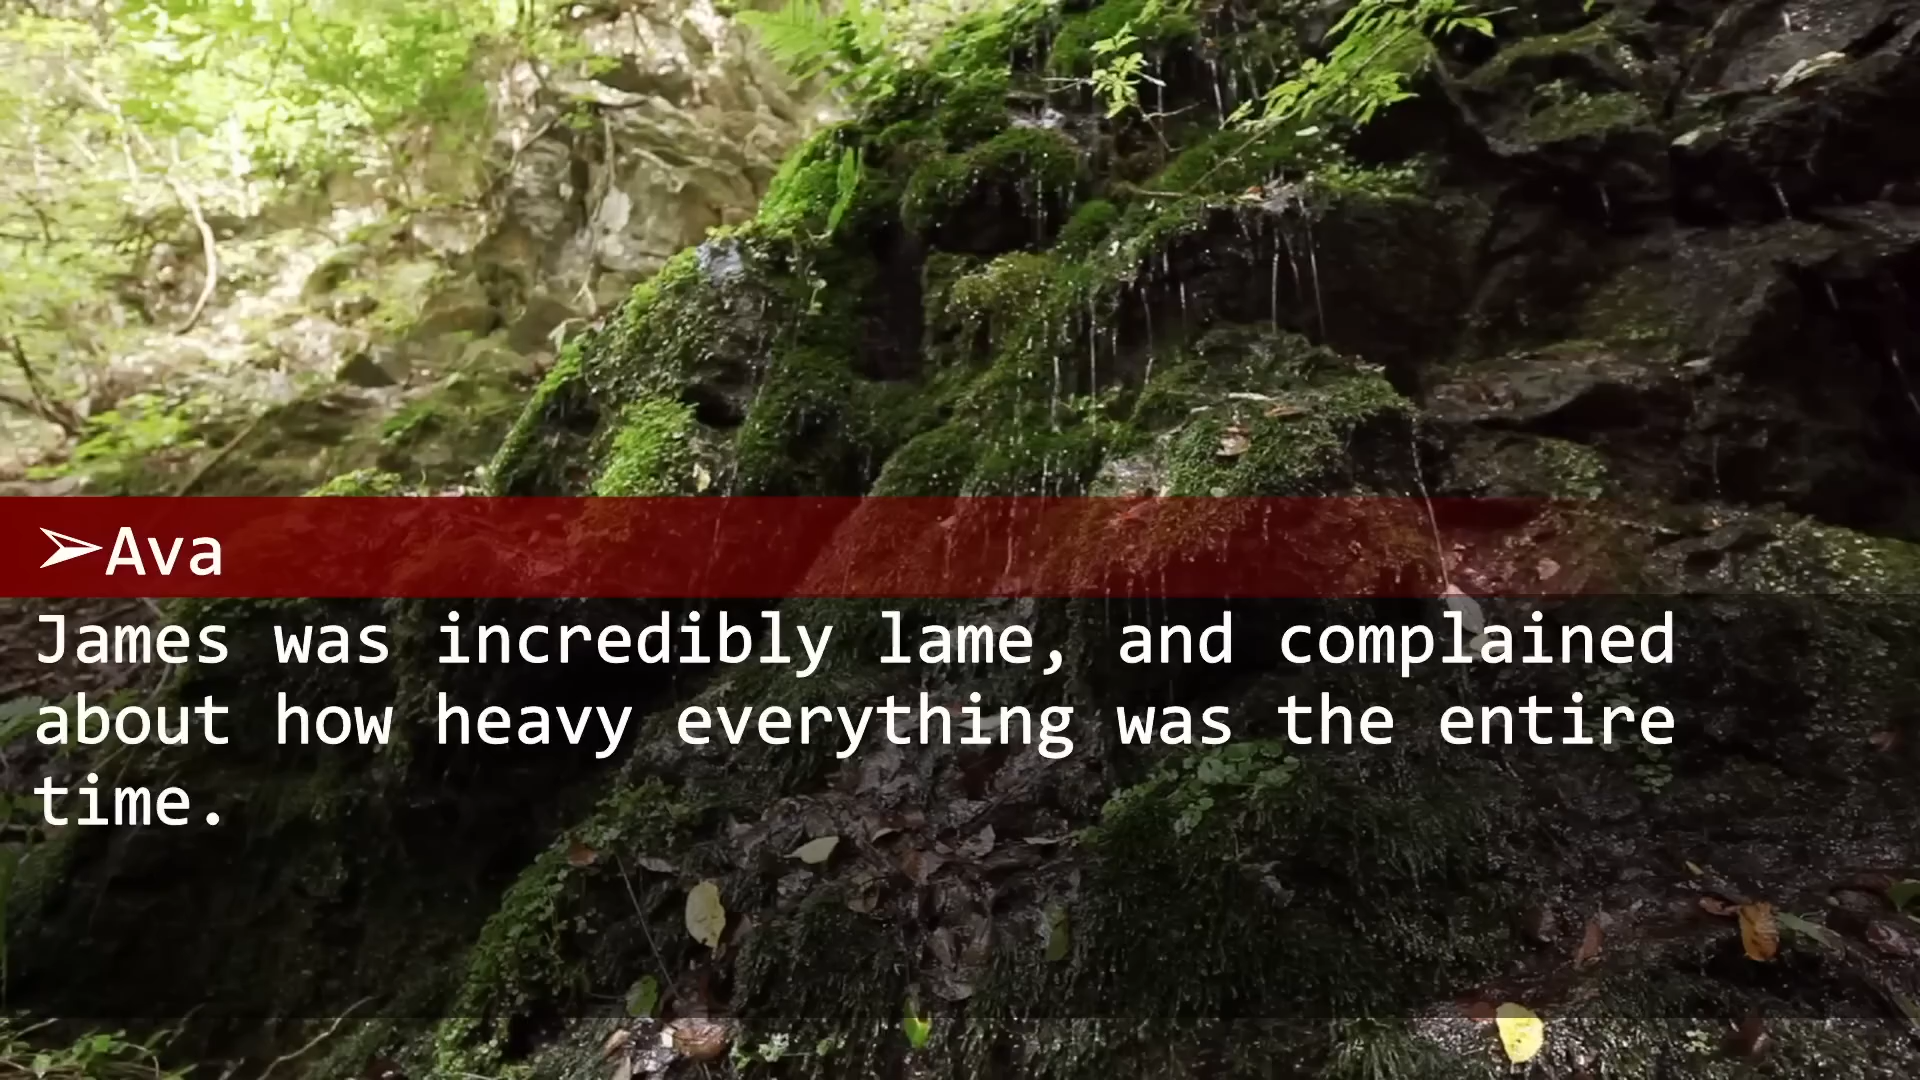 ➢Ava
James was incredibly lame, and complained
about how heavy everything was the entire
time.